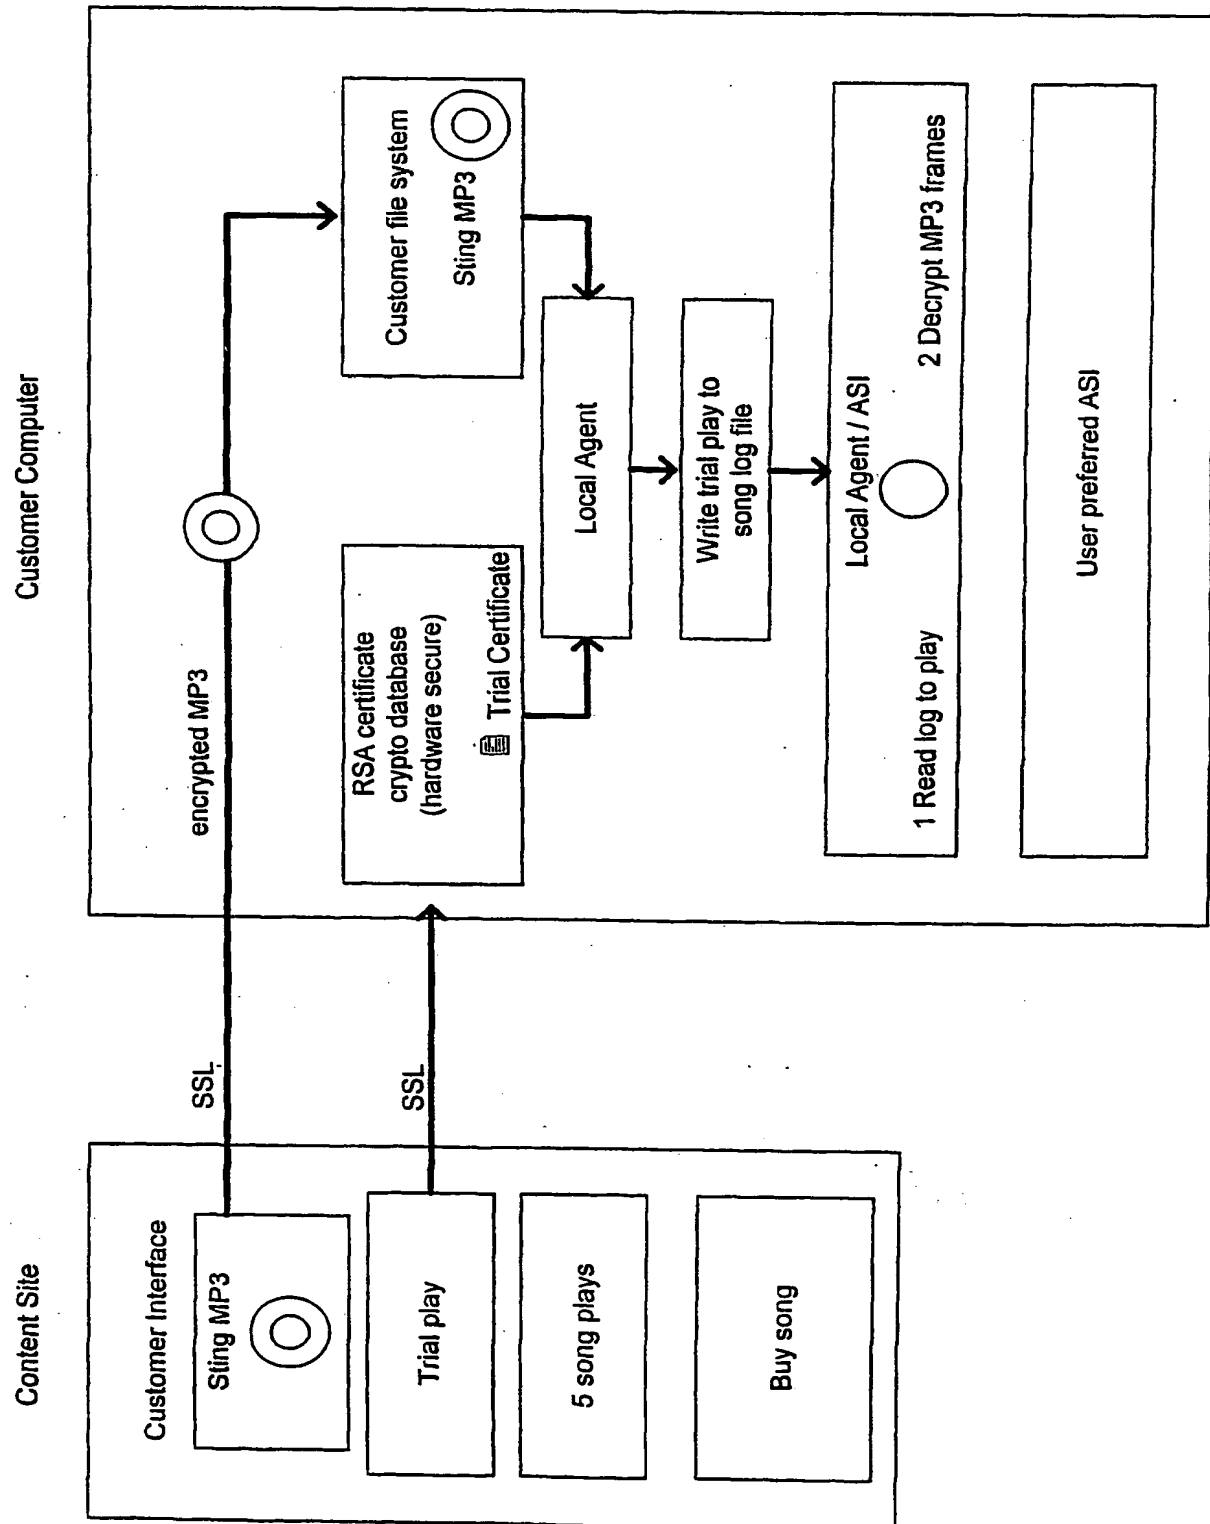 Content Site
Customer Interface
Sting MP3
Trial play
5 song plays
Buy song
SSL
SSL
encrypted MP3
Customer Computer
RSA certificate
crypto database
(hardware secure)
Trial Certificate
Customer file system
Sting MP3
Local Agent
Write trial play to
song log file
Local Agent / ASI
1 Read log to play
2 Decrypt MP3 frames
User preferred ASI